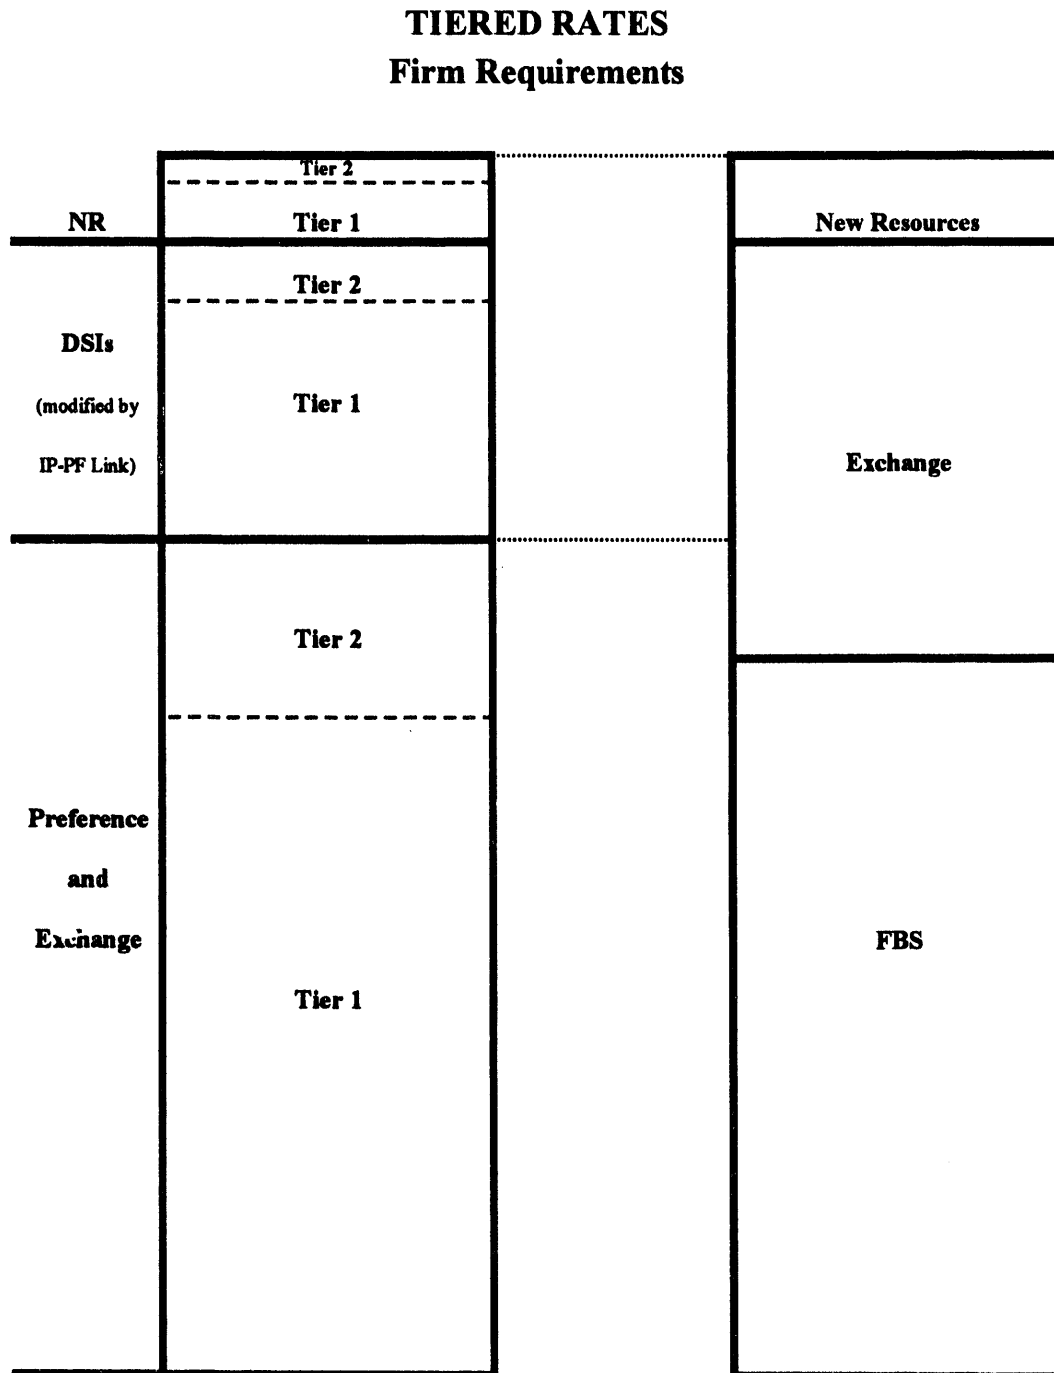 TIERED RATES
Firm Requirements
Tier 2
NR
Tier 1
New Resources
Tier 2
DSIs
(modified by
Tier 1
IP-PF Link)
Exchange
Tier 2
Preference
and
Exchange
FBS
Tier 1